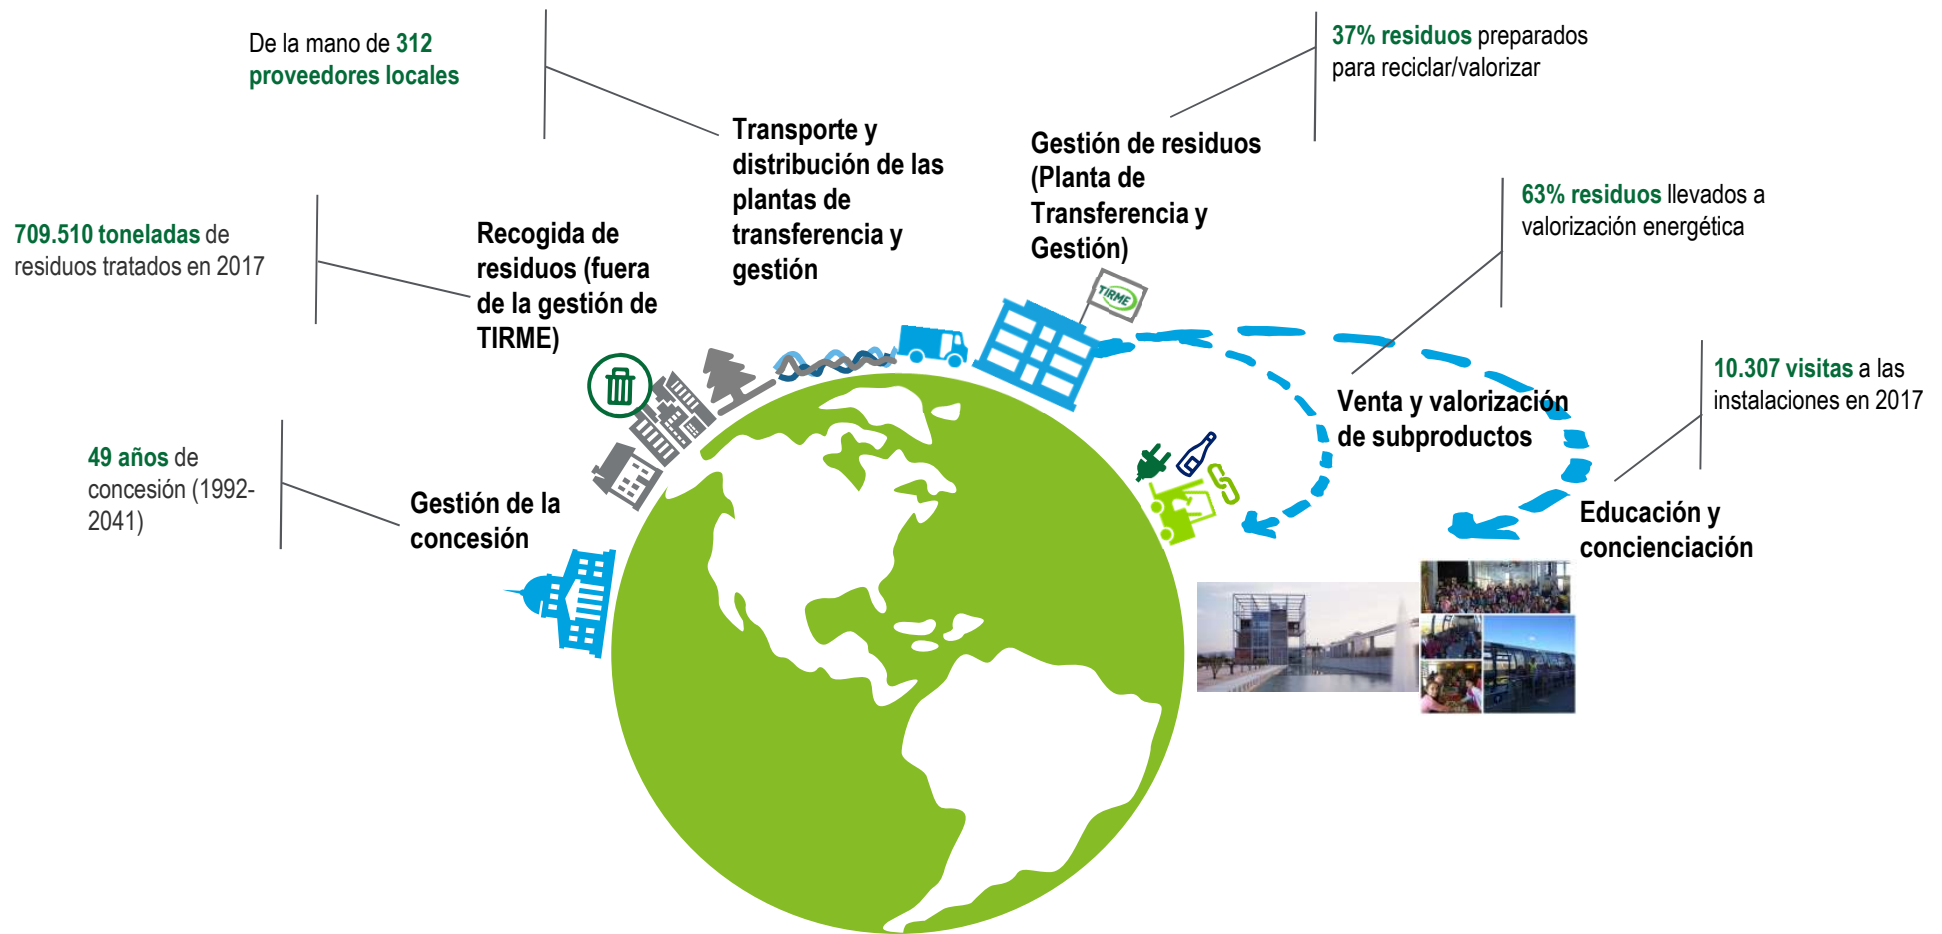 De la mano de 312
proveedores locales
Transporte y
distribución de las
plantas de
transferencia y
gestión
37% residuos preparados
para reciclar/valorizar
Gestión de residuos
(Planta de
Transferencia y
Gestión)
709.510 toneladas de
residuos tratados en 2017
Recogida de
residuos (fuera
de la gestión de
TIRME)
63% residuos llevados a
valorización energética
TIRME
Venta y valorización
de subproductos
10.307 visitas a las
instalaciones en 2017
49 años de
concesión (1992-
2041)
Gestión de la
concesión
Educación y
concienciación